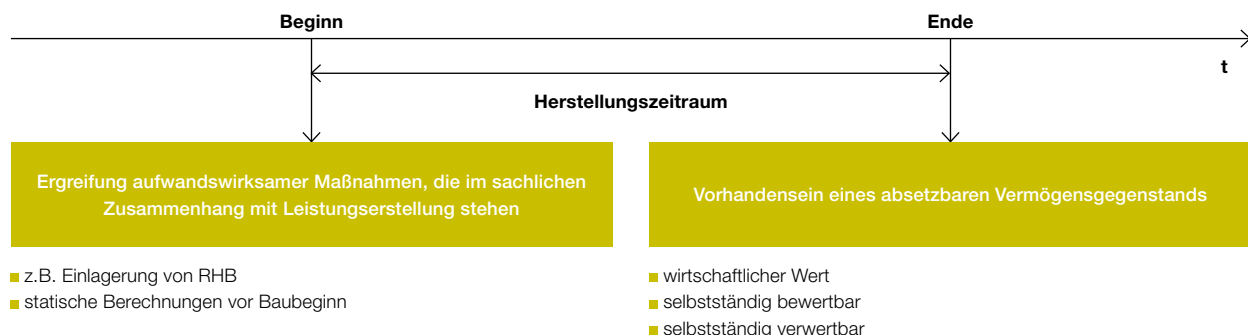 Beginn
Ende
t
Herstellungszeitraum
Ergreifung aufwandswirksamer Maßnahmen, die im sachlichen
Zusammenhang mit Leistungserstellung stehen
Vorhandensein eines absetzbaren Vermögensgegenstands
z.B. Einlagerung von RHB
statische Berechnungen vor Baubeginn
wirtschaftlicher Wert
selbstständig bewertbar
selbstständig verwertbar